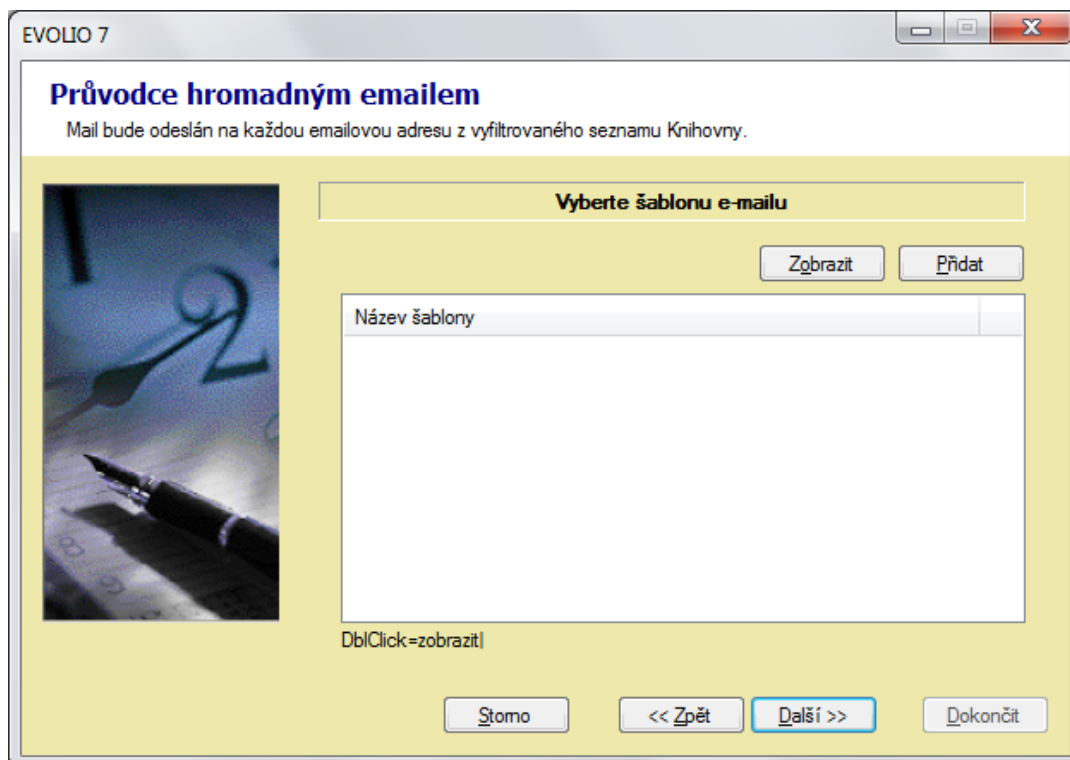 EVOLIO 7
Průvodce hromadným emailem
Mail bude odeslán na každou emailovou adresu z vyfiltrovaného seznamu Knihovny.
Vyberte šablonu e-mailu
Zobrazit Přidat
Název šablony
DblClick=zobrazit|
Storno << Zpět Další >> Dokončit